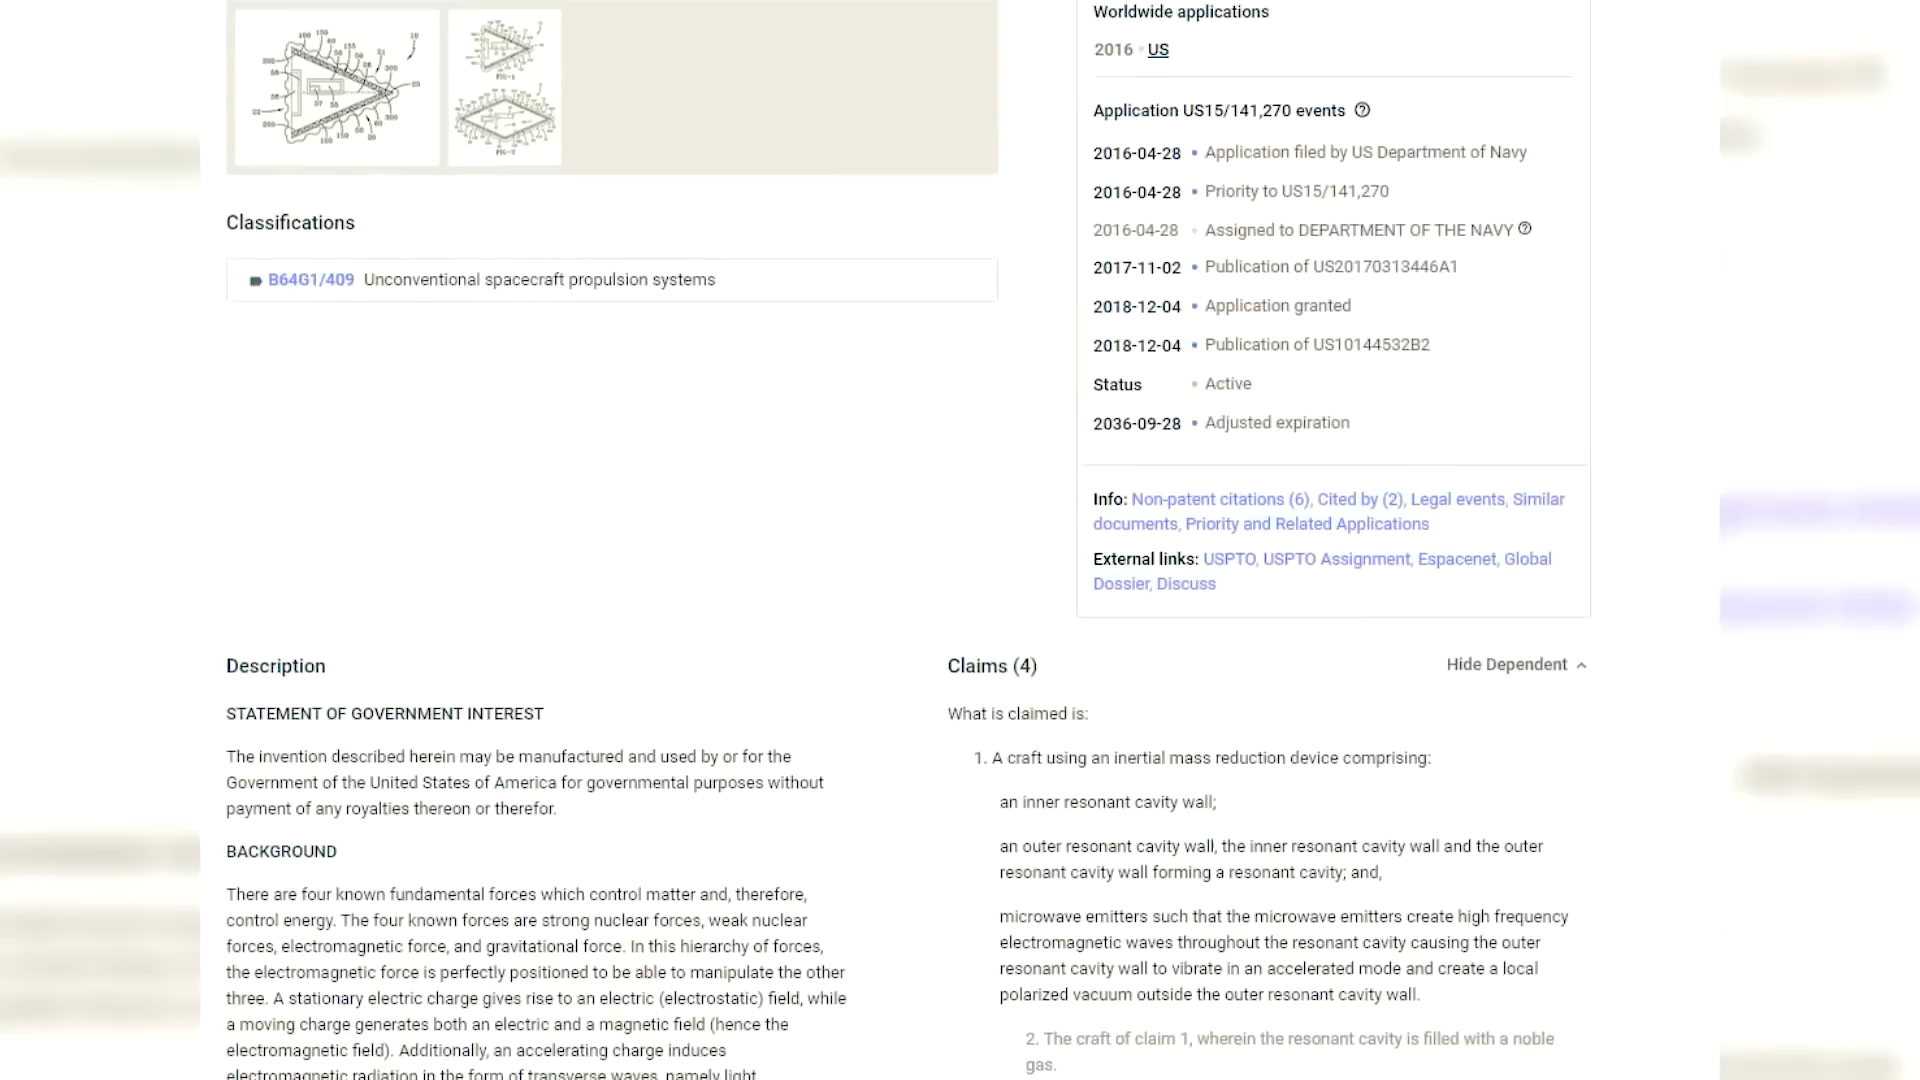 Worldwide applications
2016 US
Application US15/141,270 events
2016-04-28 Application filed by US Department of Navy
2016-04-28 Priority to US15/141,270
2016-04-28 Assigned to DEPARTMENT OF THE NAVY
2017-11-02 Publication of US20170313446A1
2018-12-04 Application granted
2018-12-04 Publication of US10144532B2
Status Active
2036-09-28 Adjusted expiration
Info: Non-patent citations (6), Cited by (2), Legal events, Similar
documents, Priority and Related Applications
External links: USPTO, USPTO Assignment, Espacenet, Global
Dossier, Discuss
FIG-1
FIG-2
Classifications
B64G1/409 Unconventional spacecraft propulsion systems
Description
STATEMENT OF GOVERNMENT INTEREST
The invention described herein may be manufactured and used by or for the
Government of the United States of America for governmental purposes without
payment of any royalties thereon or therefor.
BACKGROUND
There are four known fundamental forces which control matter and, therefore,
control energy. The four known forces are strong nuclear forces, weak nuclear
forces, electromagnetic force, and gravitational force. In this hierarchy of forces,
the electromagnetic force is perfectly positioned to be able to manipulate the other
three. A stationary electric charge gives rise to an electric (electrostatic) field, while
a moving charge generates both an electric and a magnetic field (hence the
electromagnetic field). Additionally, an accelerating charge induces
electromagnetic radiation in the form of transverse waves, namely light.
Claims (4)
Hide Dependent
What is claimed is:
1. A craft using an inertial mass reduction device comprising:
an inner resonant cavity wall;
an outer resonant cavity wall, the inner resonant cavity wall and the outer
resonant cavity wall forming a resonant cavity; and,
microwave emitters such that the microwave emitters create high frequency
electromagnetic waves throughout the resonant cavity causing the outer
resonant cavity wall to vibrate in an accelerated mode and create a local
polarized vacuum outside the outer resonant cavity wall.
2. The craft of claim 1, wherein the resonant cavity is filled with a noble
gas.